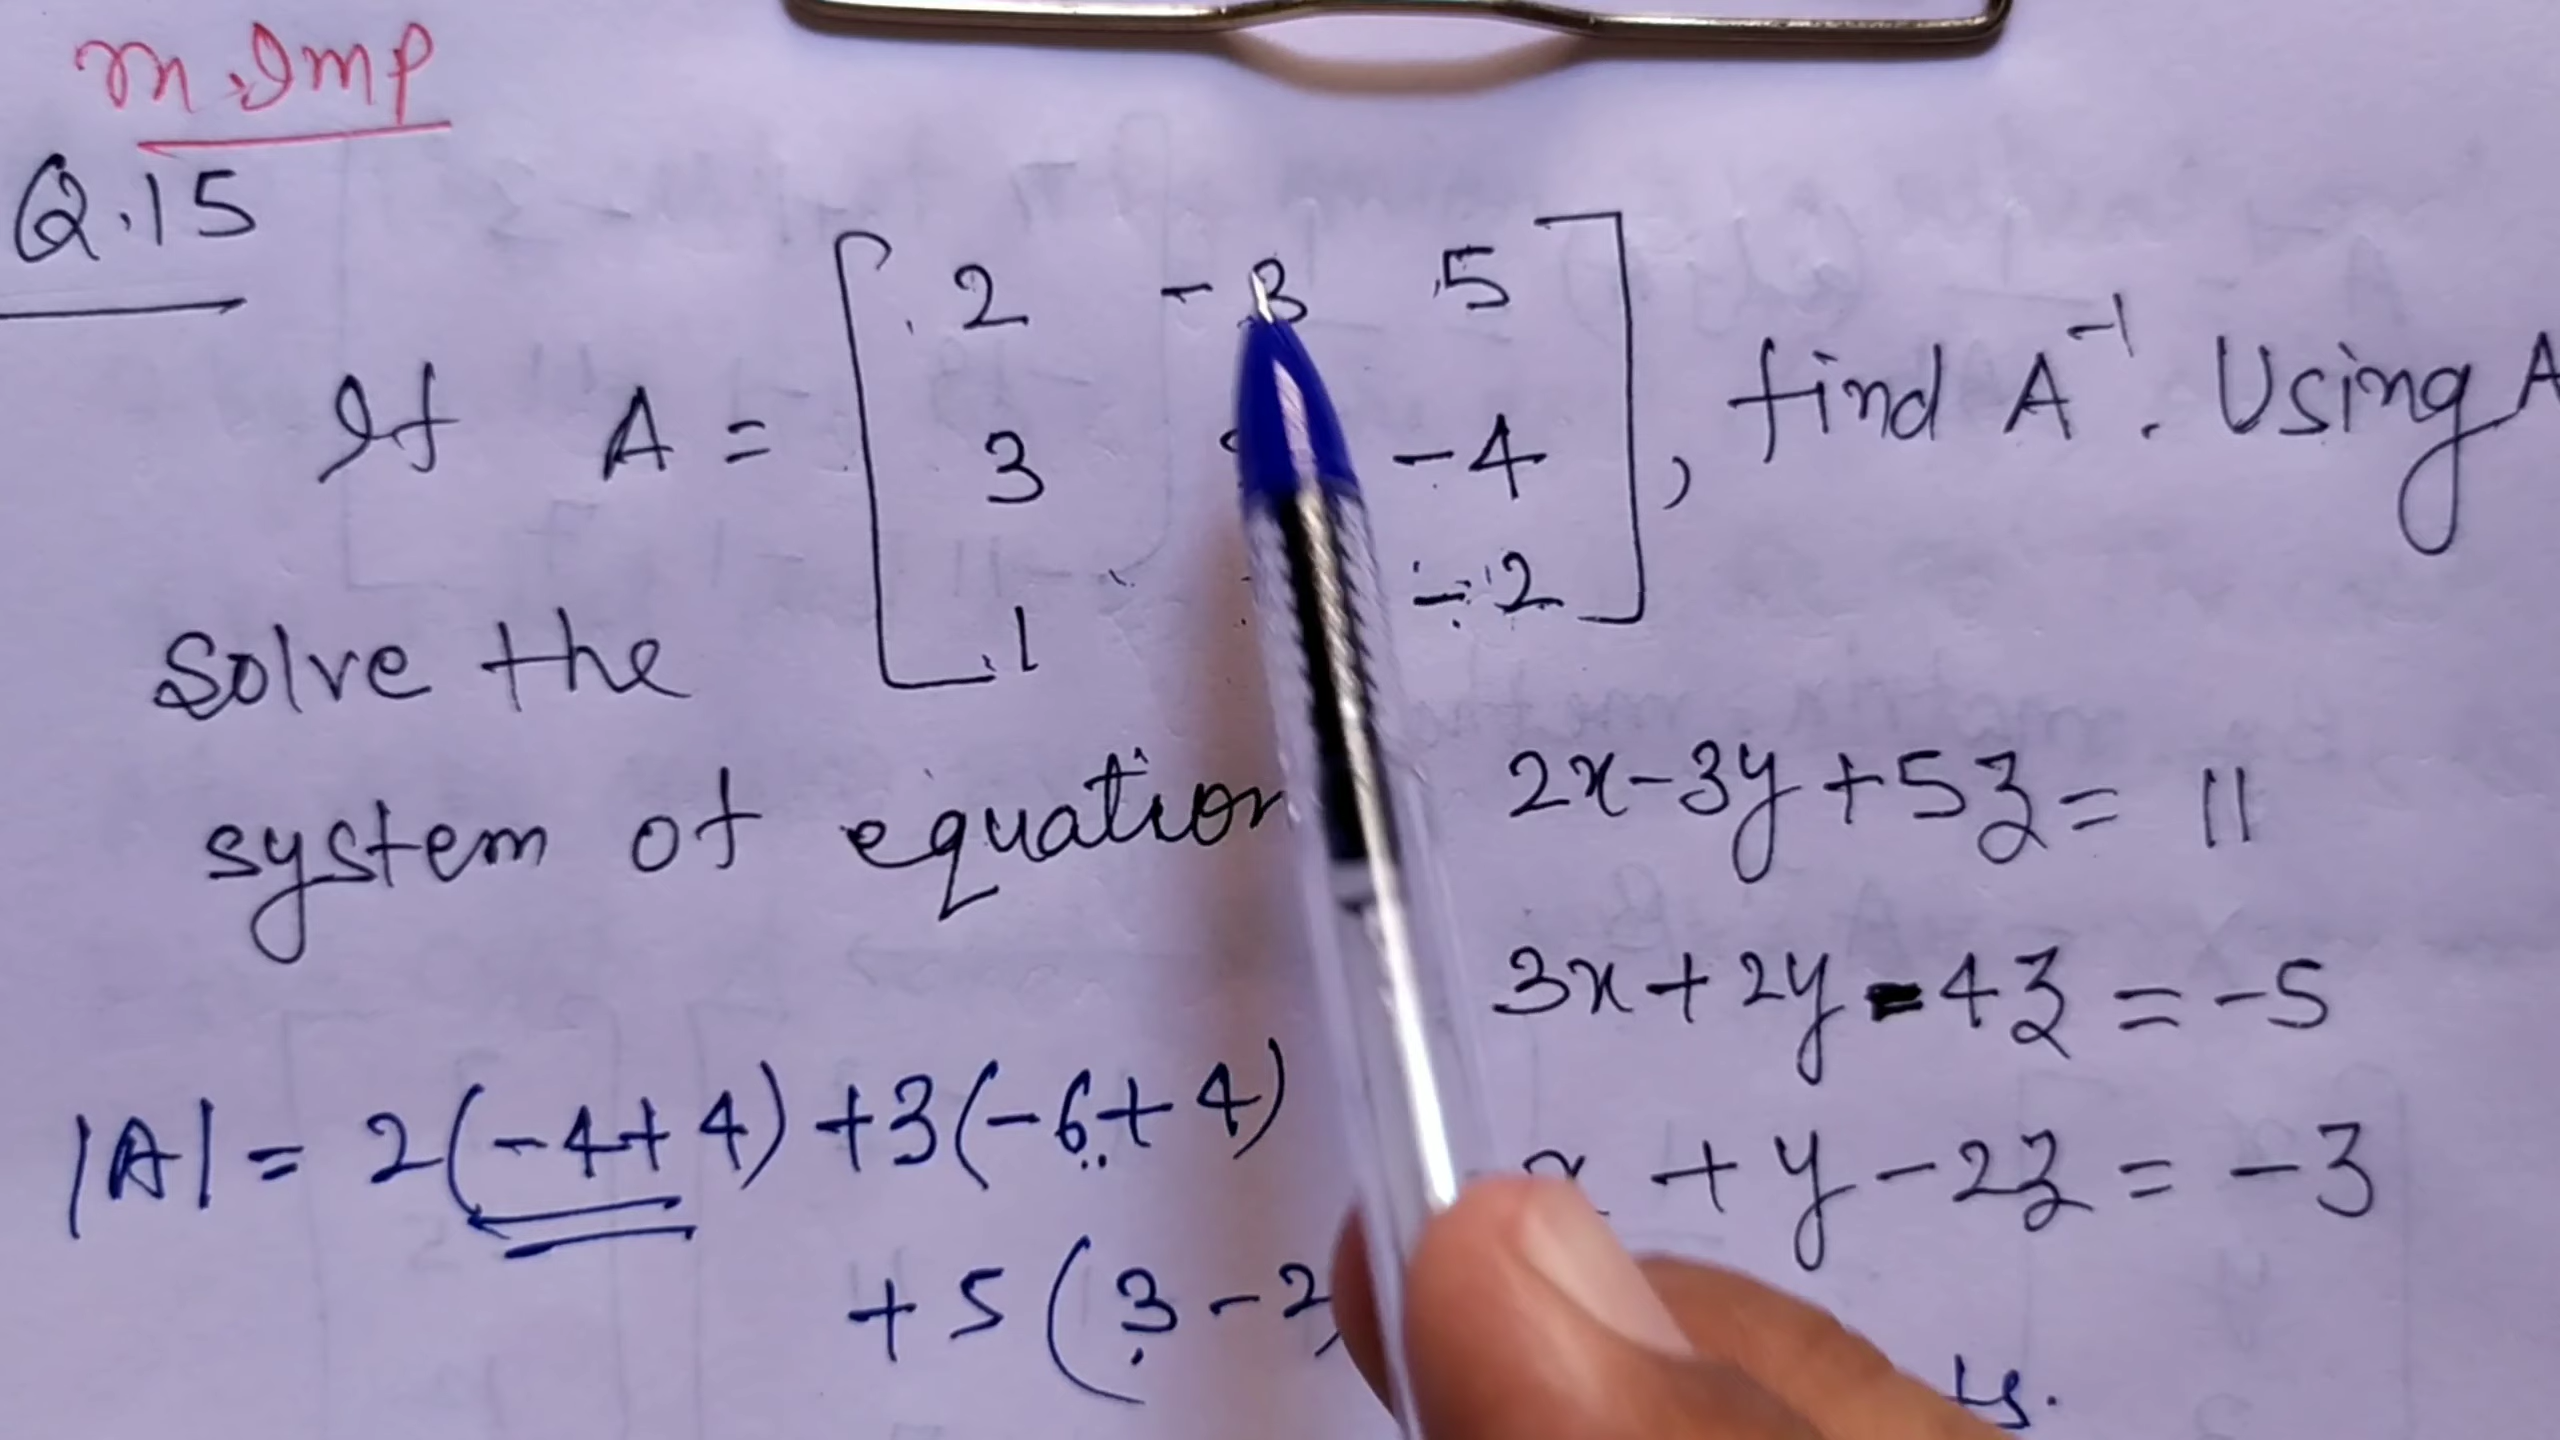 m.Imp
Q.15
2 -3 5
If A = 3 -4 , find A⁻¹. Using A
1 -2
Solve the
system of equation 2x-3y+5z= 11
3x+2y-4z = -5
|A| = 2(-4+4) +3(-6+4) x +y-2z= -3
+ 5 (3-2